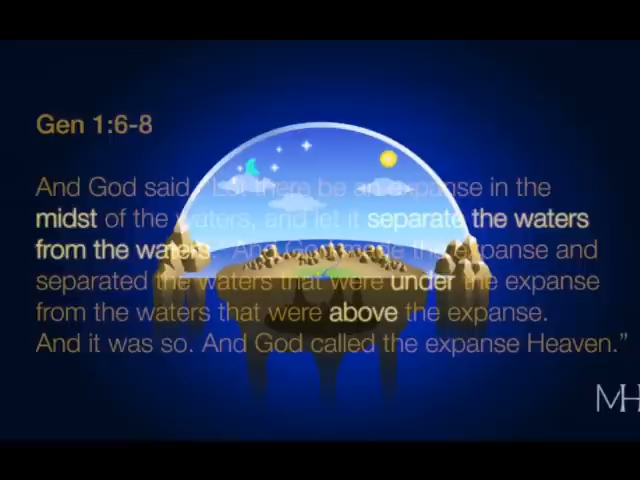 Gen 1:6-8
And God said, "Let there be an expanse in the
midst of the waters, and let it separate the waters
from the waters." And God made the expanse and
separated the waters that were under the expanse
from the waters that were above the expanse.
And it was so. And God called the expanse Heaven.”
MH